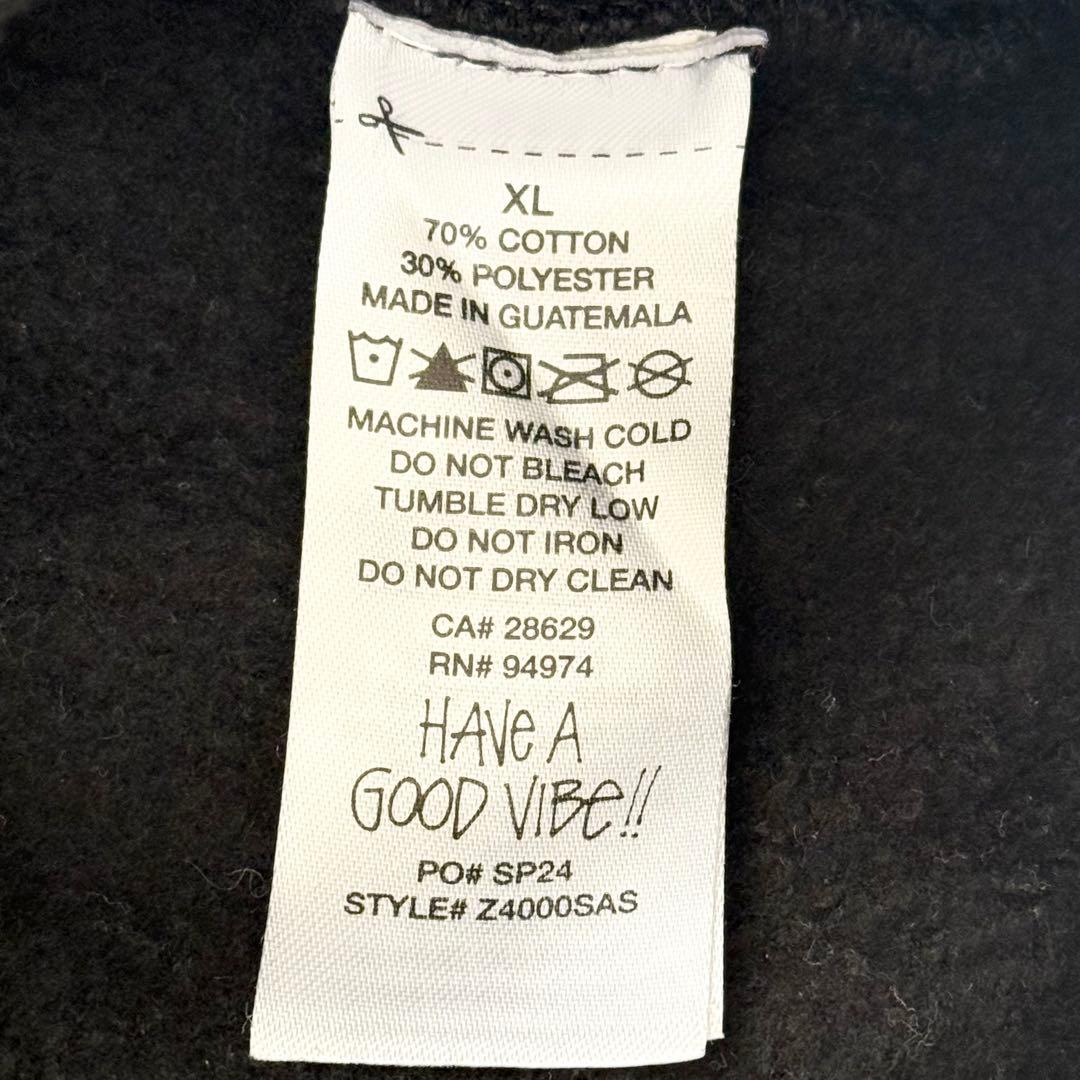 XL
70% COTTON
30% POLYESTER
MADE IN GUATEMALA
MACHINE WASH COLD
DO NOT BLEACH
TUMBLE DRY LOW
DO NOT IRON
DO NOT DRY CLEAN
CA# 28629
RN# 94974
HAVe A
GOOD VIBe!!
PO# SP24
STYLE# Z4000SAS